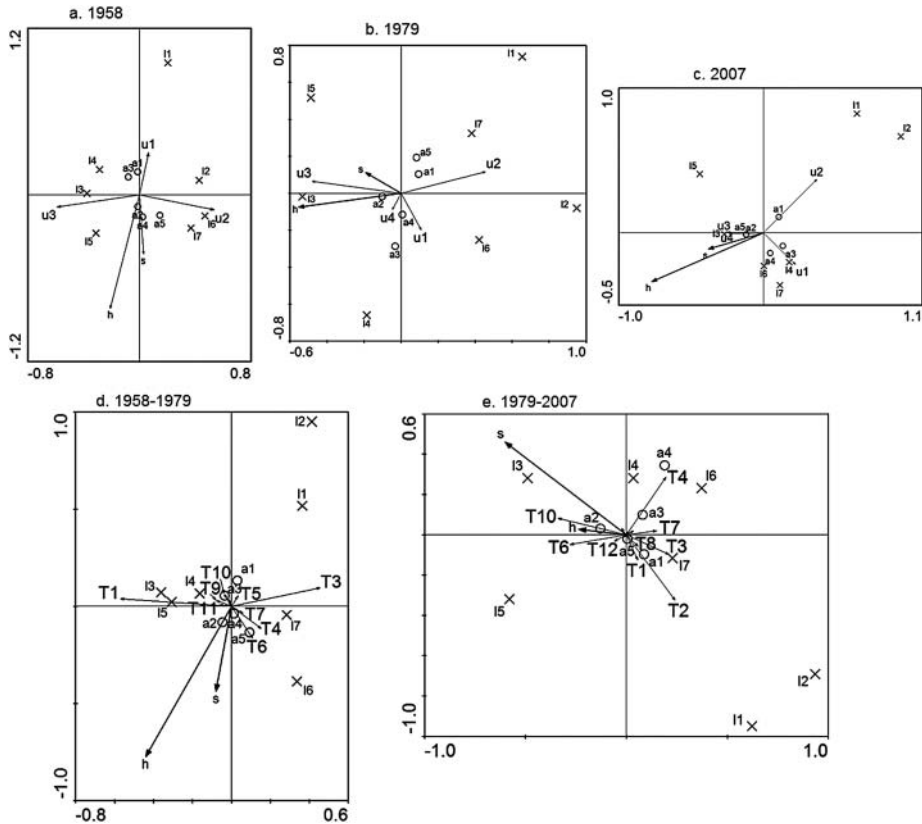 a. 1958
1.2
-1.2
-0.8
0.8
l1
u1
l4
a3
a1
l2
l3
u3
a2
u2
l6
a4
a5
l7
l5
s
h
b. 1979
0.8
-0.8
-0.6
1.0
l1
l5
l7
a5
u3
s
a1
u2
l3
h
a2
u4
a4
l2
u1
l6
a3
l4
c. 2007
1.0
-0.5
-1.0
1.1
l1
l2
l5
u2
a1
u3
a5
a2
l3
u4
s
a3
a4
l4
u1
l6
h
l7
d. 1958-1979
1.0
-1.0
-0.8
0.6
l2
l1
T10
a1
T1
l3
l4
T9
a3
T5
T3
l5
T11
T7
l7
a2
a4
T4
a5
T6
s
l6
h
e. 1979-2007
0.6
-1.0
-1.0
1.0
s
l3
l4
a4
T4
l6
T10
a2
a3
h
T7
T6
T12
T8
T3
a5
a1
l7
T1
T2
l5
l2
l1